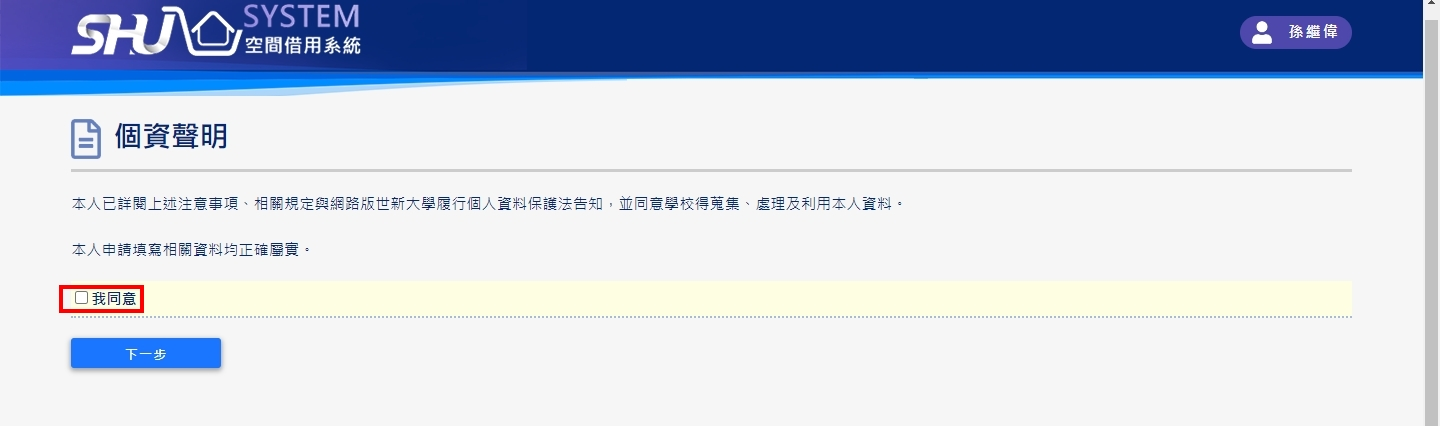 SHU SYSTEM
空間借用系統
孫繼偉
個資聲明
本人已詳閱上述注意事項、相關規定與網路版世新大學履行個人資料保護法告知，並同意學校得蒐集、處理及利用本人資料。
本人申請填寫相關資料均正確屬實。
我同意
下一步